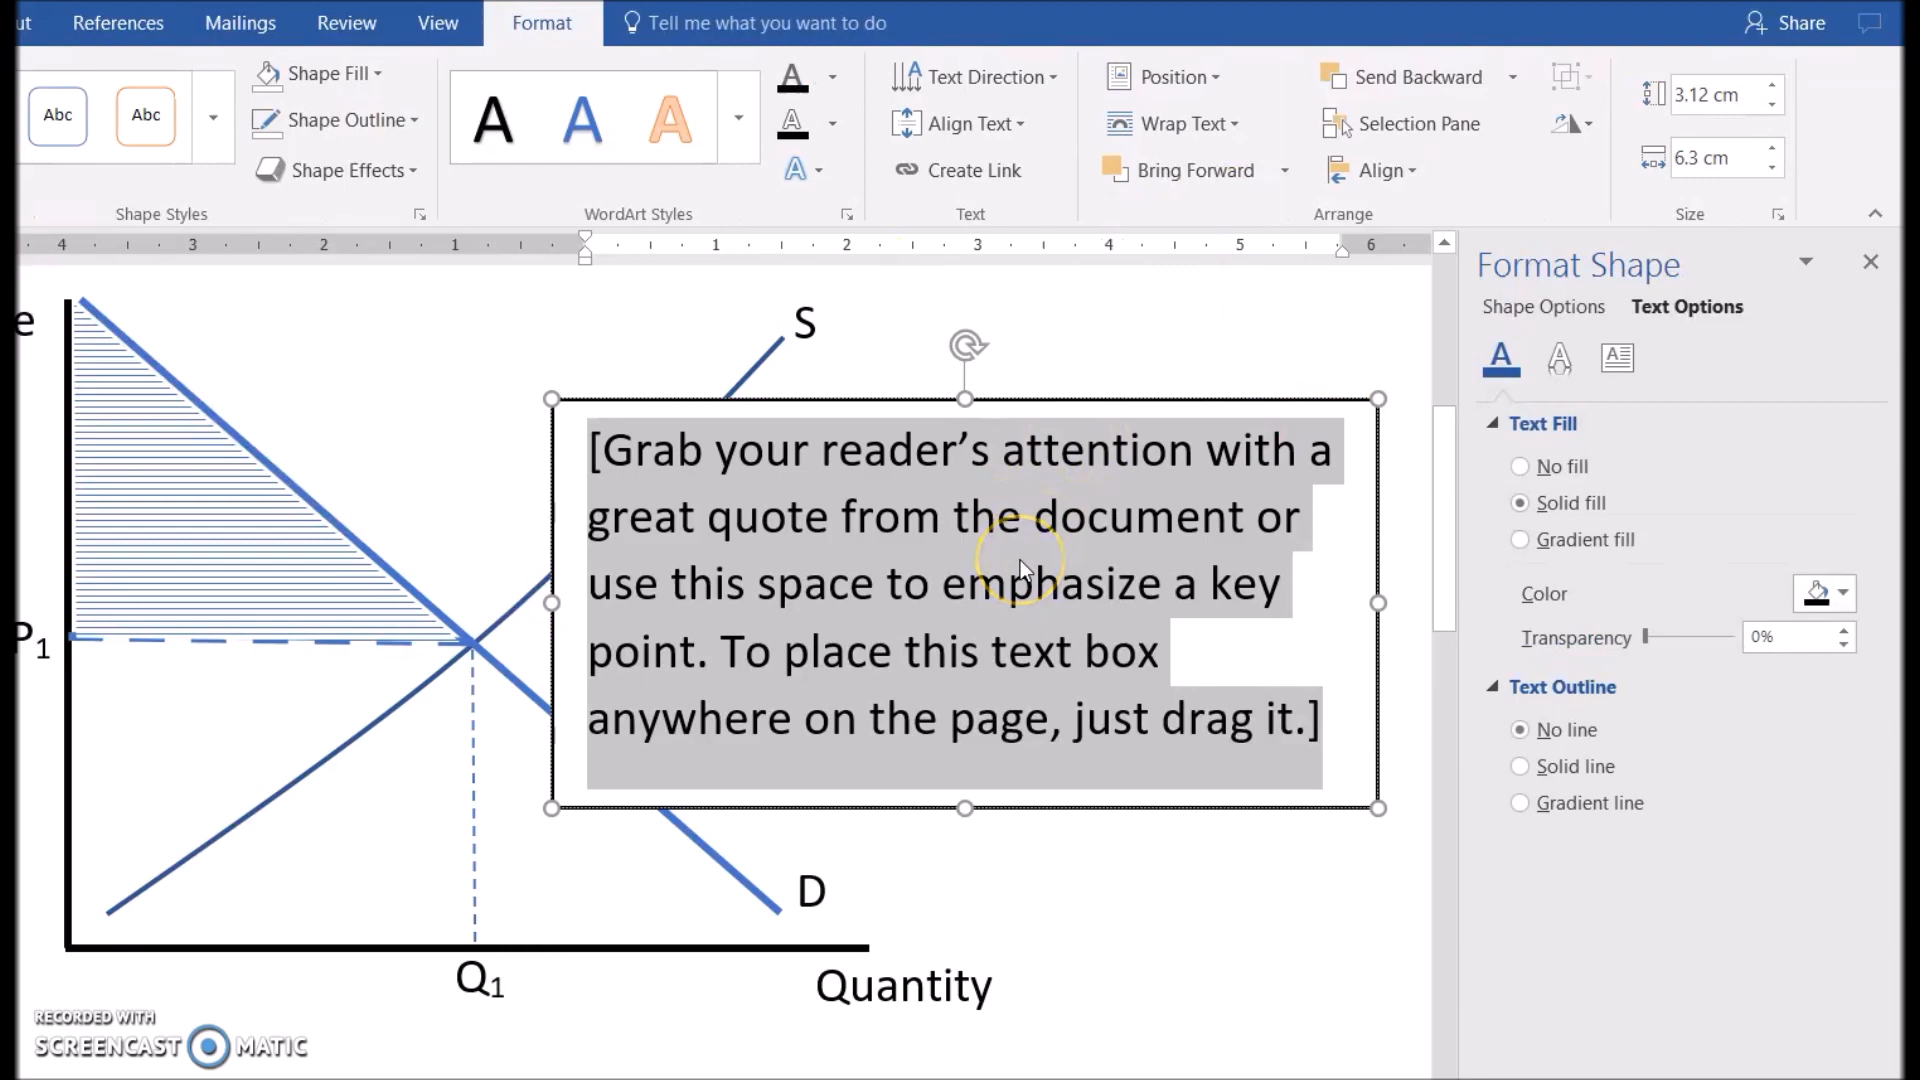 ut References Mailings Review View Format Tell me what you want to do Share
Abc Abc
Shape Fill
Shape Outline
Shape Effects
Shape Styles
A A A
WordArt Styles
Text Direction
Align Text
Create Link
Text
Position
Wrap Text
Bring Forward
Send Backward
Selection Pane
Align
Arrange
3.12 cm
6.3 cm
Size
4 3 2 1 1 2 3 4 5 6
Format Shape
Shape Options Text Options
Text Fill
No fill
Solid fill
Gradient fill
Color
Transparency 0%
Text Outline
No line
Solid line
Gradient line
e
S
[Grab your reader’s attention with a
great quote from the document or
use this space to emphasize a key
point. To place this text box
anywhere on the page, just drag it.]
P1
D
Q1
Quantity
RECORDED WITH
SCREENCAST MATIC